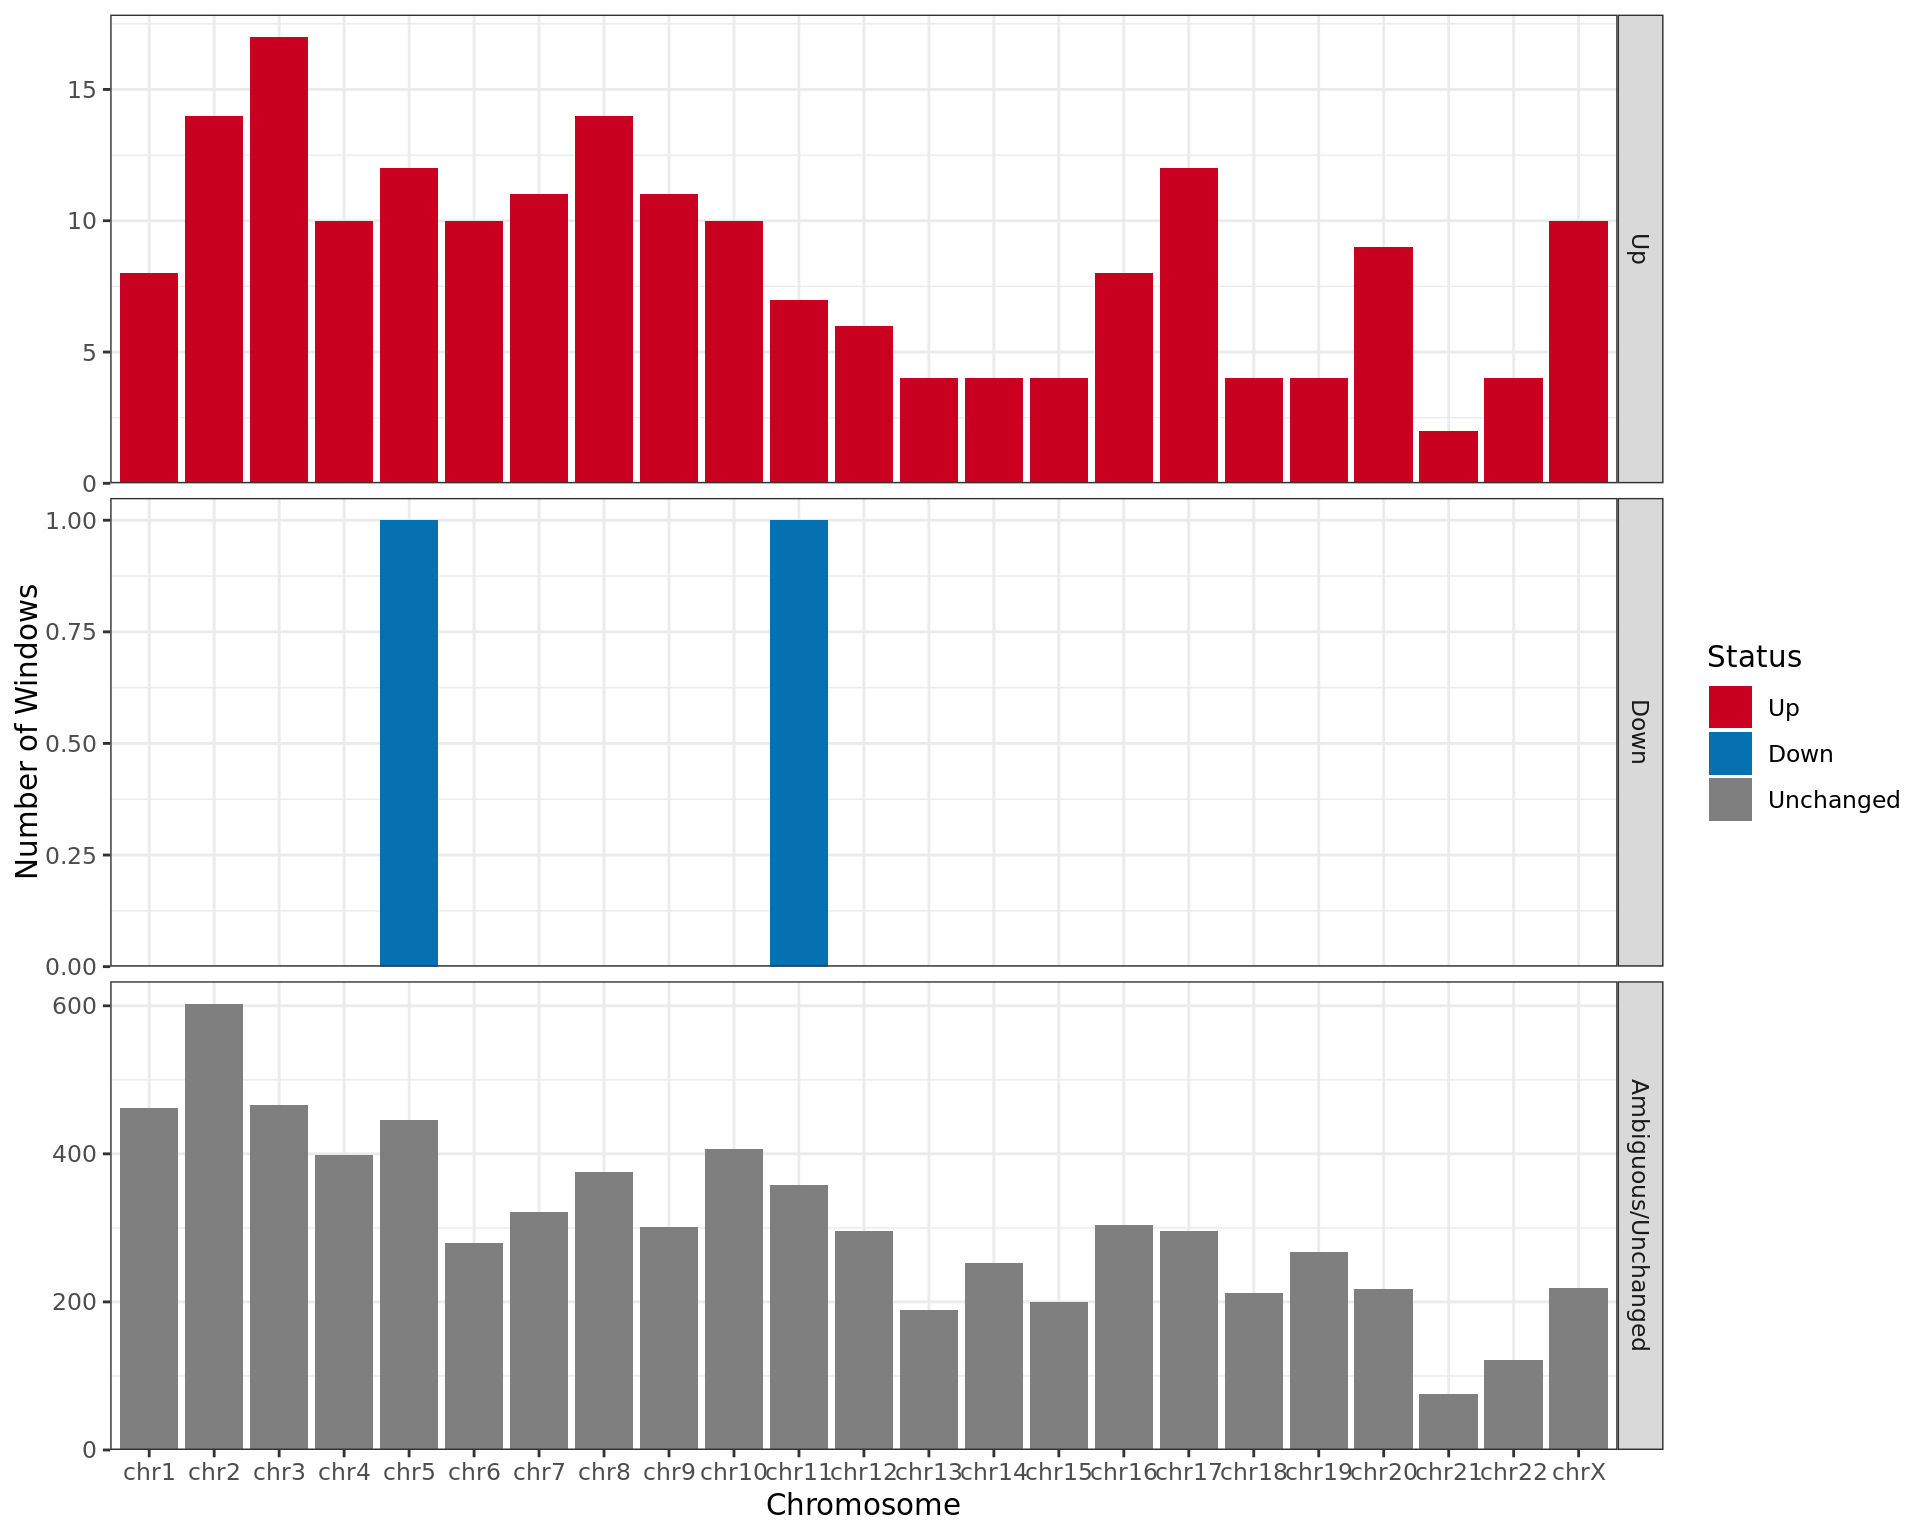 15
10
5
0
Up
1.00
0.75
0.50
0.25
0.00
Down
600
400
200
0
Ambiguous/Unchanged
Number of Windows
chr1 chr2 chr3 chr4 chr5 chr6 chr7 chr8 chr9 chr10 chr11 chr12 chr13 chr14 chr15 chr16 chr17 chr18 chr19 chr20 chr21 chr22 chrX
Chromosome
Status
Up
Down
Unchanged